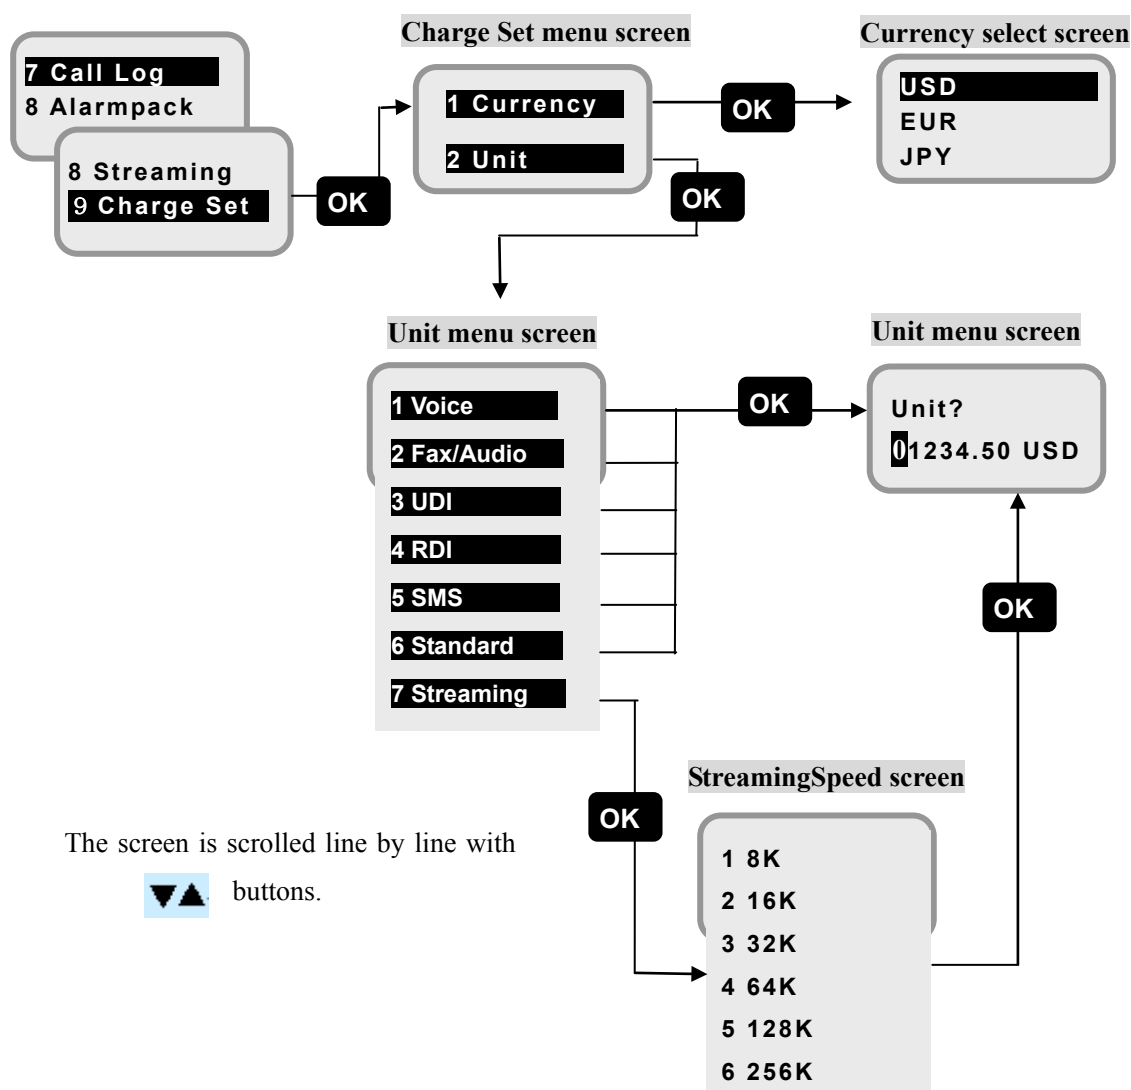 Charge Set menu screen
Currency select screen
7 Call Log
8 Alarmpack
8 Streaming
9 Charge Set
OK
1 Currency
2 Unit
OK
OK
USD
EUR
JPY
Unit menu screen
1 Voice
2 Fax/Audio
3 UDI
4 RDI
5 SMS
6 Standard
7 Streaming
OK
Unit menu screen
Unit?
01234.50 USD
OK
OK
StreamingSpeed screen
1 8K
2 16K
3 32K
4 64K
5 128K
6 256K
The screen is scrolled line by line with
▼▲ buttons.